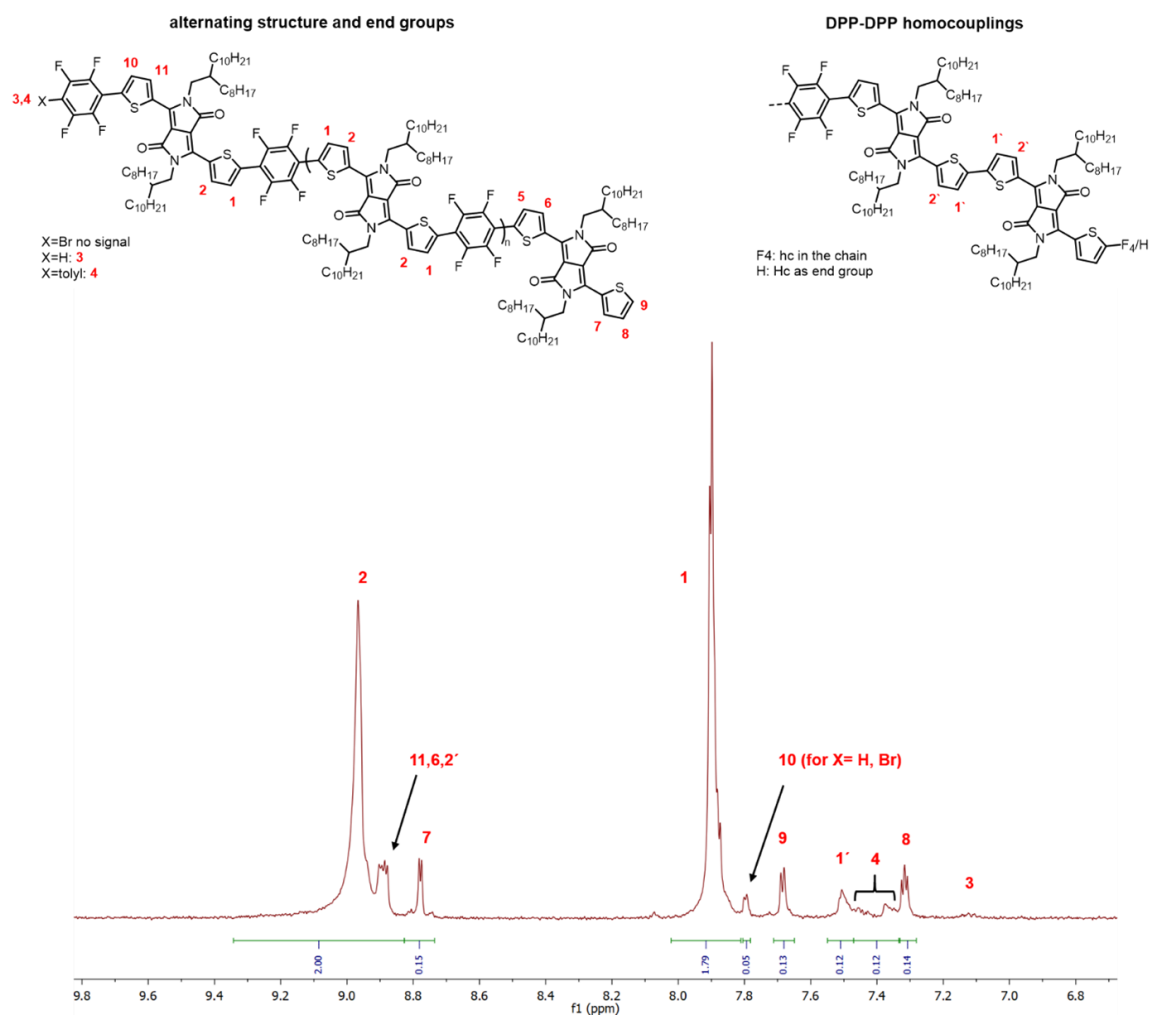 alternating structure and end groups
DPP-DPP homocouplings
C10H21
C8H17
F F
10 11
3,4 X
S
N
O
F F
O
N
C8H17
C10H21
S
2 1
F F
F F
1 2
S
C10H21
C8H17
N
O
O
N
C8H17
C10H21
S
2 1
F F
F F
n
5 6
S
C10H21
C8H17
N
O
O
N
C8H17
C10H21
S
7 8 9
X=Br no signal
X=H: 3
X=tolyl: 4
F F
F F
S
C10H21
C8H17
N
O
O
N
C8H17
C10H21
S
2` 1`
1` 2`
S
C10H21
C8H17
N
O
O
N
C8H17
C10H21
S
F4/H
F4: hc in the chain
H: Hc as end group
2
1
11,6,2´
10 (for X= H, Br)
7
9
1´
4
8
3
2.00
0.15
1.79
0.05
0.13
0.12
0.12
0.14
9.8 9.6 9.4 9.2 9.0 8.8 8.6 8.4 8.2 8.0 7.8 7.6 7.4 7.2 7.0 6.8
f1 (ppm)